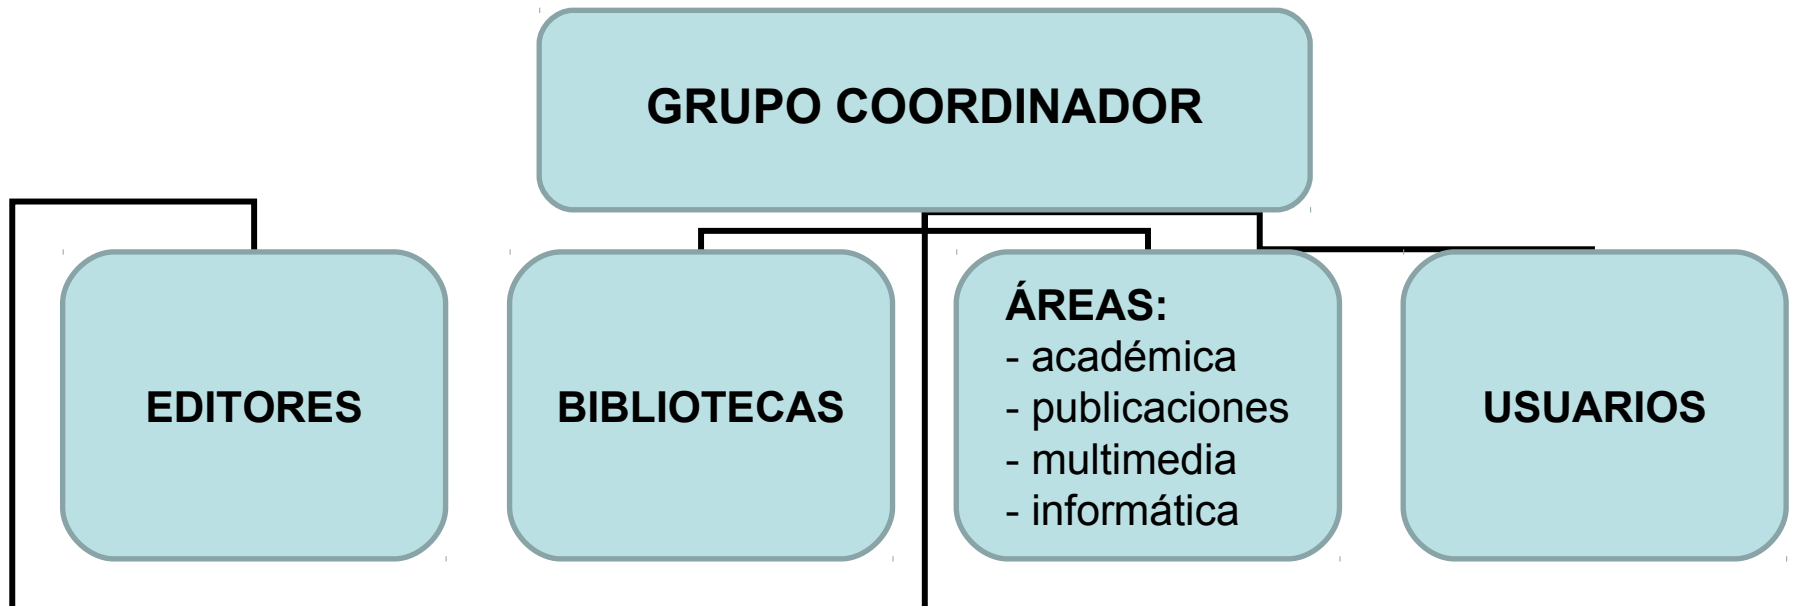 GRUPO COORDINADOR
EDITORES
BIBLIOTECAS
ÁREAS:
- académica
- publicaciones
- multimedia
- informática
USUARIOS